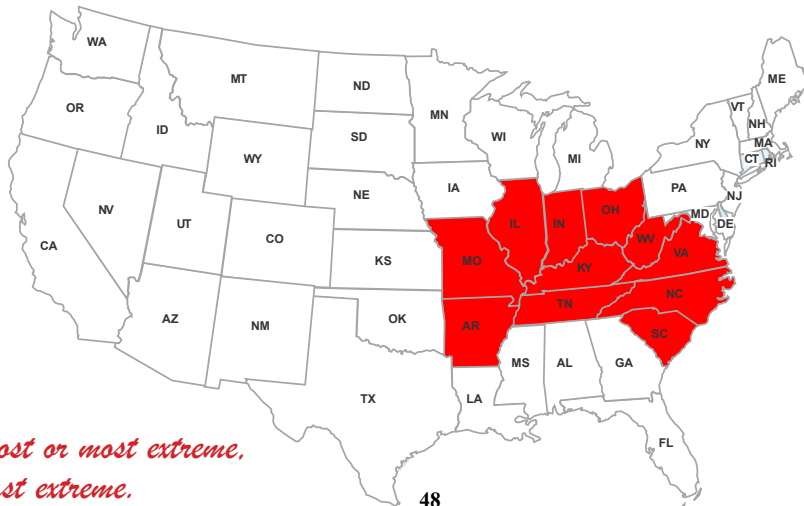 WA
MT
ND
MN
ME
OR
ID
SD
WI
VT
NH
NY
MA
CT
RI
WY
MI
IA
PA
NJ
NE
NV
UT
CO
IL
IN
OH
MD
DE
CA
KS
MO
WV
VA
KY
AZ
NM
OK
AR
TN
NC
SC
TX
LA
MS
AL
GA
FL
ost or most extreme,
st extreme.
48